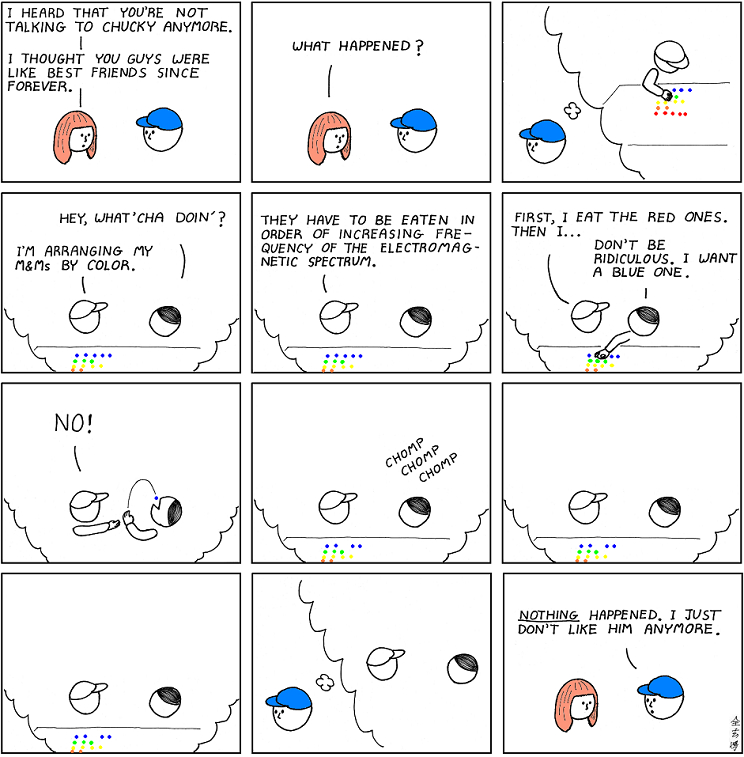 I HEARD THAT YOU'RE NOT
TALKING TO CHUCKY ANYMORE.
I THOUGHT YOU GUYS WERE
LIKE BEST FRIENDS SINCE
FOREVER.
WHAT HAPPENED?
HEY, WHAT'CHA DOIN'?
I'M ARRANGING MY
M&Ms BY COLOR.
THEY HAVE TO BE EATEN IN
ORDER OF INCREASING FRE-
QUENCY OF THE ELECTROMAG-
NETIC SPECTRUM.
FIRST, I EAT THE RED ONES.
THEN I...
DON'T BE
RIDICULOUS. I WANT
A BLUE ONE.
NO!
CHOMP
CHOMP
CHOMP
NOTHING HAPPENED. I JUST
DON'T LIKE HIM ANYMORE.